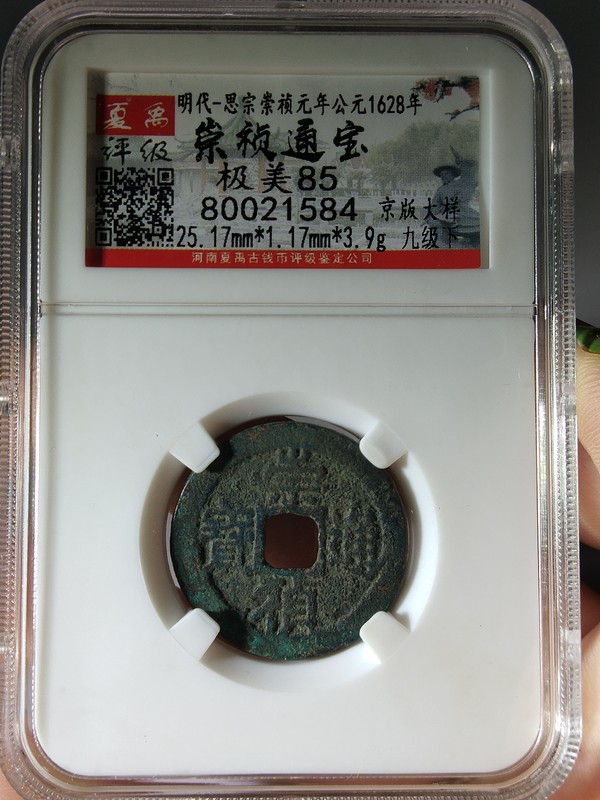 夏禹
评级
明代-思宗崇祯元年公元1628年
崇祯通宝
极美85
80021584 京版大样
25.17mm*1.17mm*3.9g 九级下
河南夏禹古钱币评级鉴定公司
崇
寶 通
禎